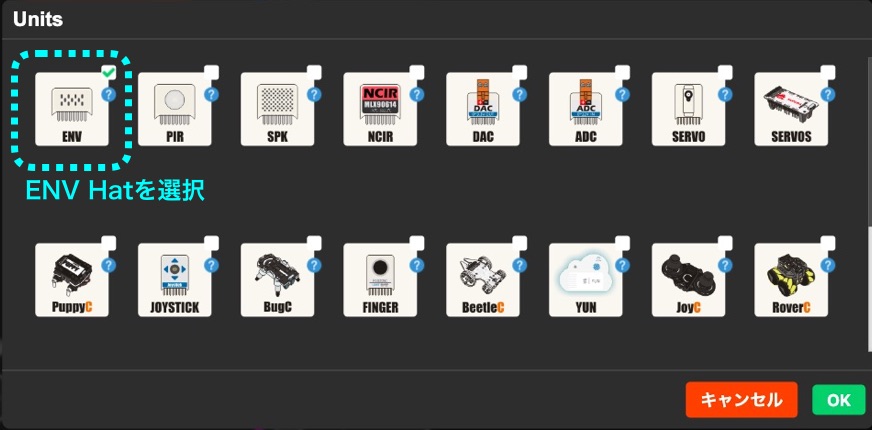 Units
ENV
PIR
SPK
NCIR
MLX90614
NCIR
DAC
DAC
ADC
ADC
SERVO
SERVOS
ENV Hatを選択
PuppyC
JOYSTICK
BugC
FINGER
BeetleC
YUN
JoyC
RoverC
キャンセル
OK